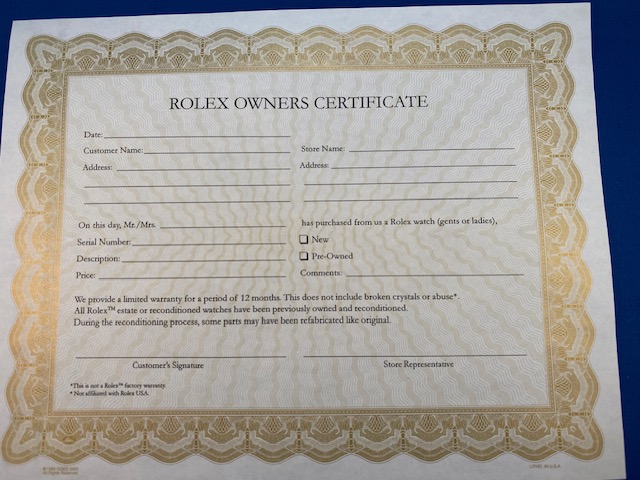 ROLEX OWNERS CERTIFICATE
Date:
Customer Name:
Store Name:
Address:
Address:
On this day, Mr./Mrs.
has purchased from us a Rolex watch (gents or ladies),
Serial Number:
New
Description:
Pre-Owned
Price:
Comments:
We provide a limited warranty for a period of 12 months. This does not include broken crystals or abuse*.
All Rolex™ estate or reconditioned watches have been previously owned and reconditioned.
During the reconditioning process, some parts may have been refabricated like original.
Customer's Signature
Store Representative
*This is not a Rolex™ factory warranty.
* Not affiliated with Rolex USA.
All Rights Reserved